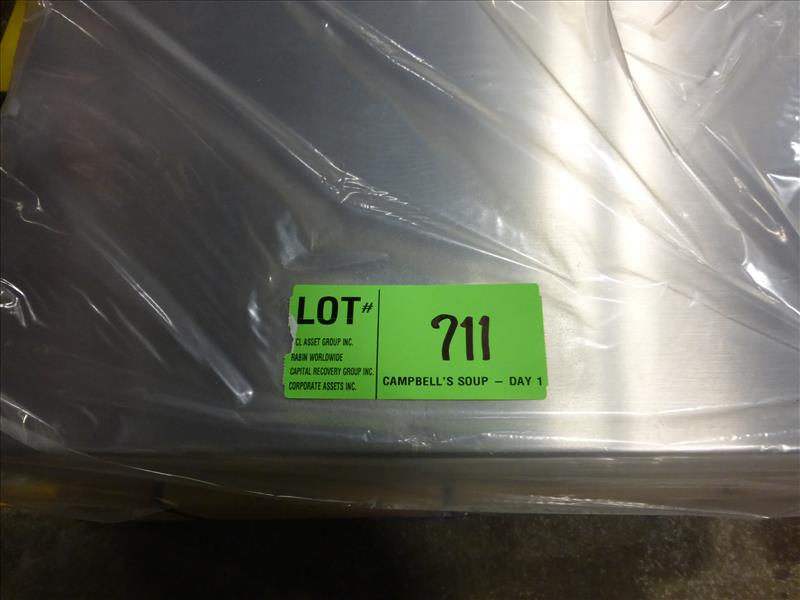 LOT#
CL ASSET GROUP INC.
RABIN WORLDWIDE
CAPITAL RECOVERY GROUP INC.
CORPORATE ASSETS INC.
711
CAMPBELL'S SOUP – DAY 1